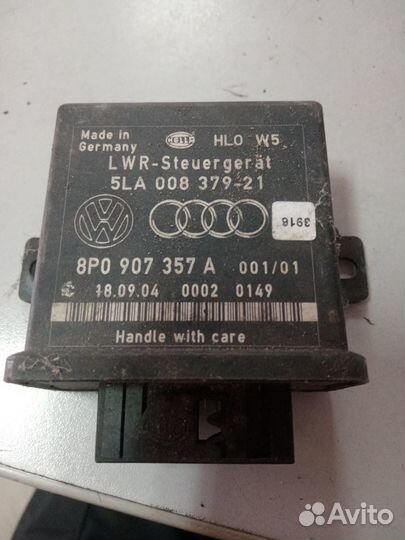 Made in
Germany
HELLA
HLO W5
LWR-Steuergerät
5LA 008 379-21
3916
8P0 907 357 A 001/01
18.09.04 0002 0149
Handle with care
Avito